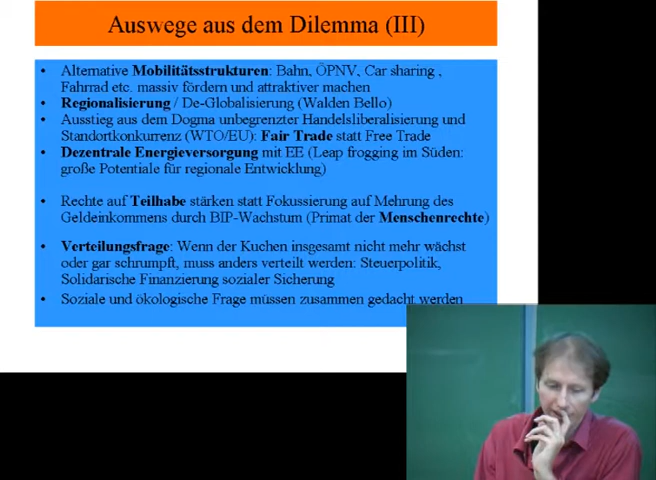 Auswege aus dem Dilemma (III)
• Alternative Mobilitätsstrukturen: Bahn, ÖPNV, Car sharing ,
Fahrrad etc. massiv fördern und attraktiver machen
• Regionalisierung / De-Globalisierung (Walden Bello)
• Ausstieg aus dem Dogma unbegrenzter Handelsliberalisierung und
Standortkonkurrenz (WTO/EU): Fair Trade statt Free Trade
• Dezentrale Energieversorgung mit EE (Leap frogging im Süden:
große Potentiale für regionale Entwicklung)
• Rechte auf Teilhabe stärken statt Fokussierung auf Mehrung des
Geldeinkommens durch BIP-Wachstum (Primat der Menschenrechte)
• Verteilungsfrage: Wenn der Kuchen insgesamt nicht mehr wächst
oder gar schrumpft, muss anders verteilt werden: Steuerpolitik,
Solidarische Finanzierung sozialer Sicherung
• Soziale und ökologische Frage müssen zusammen gedacht werden